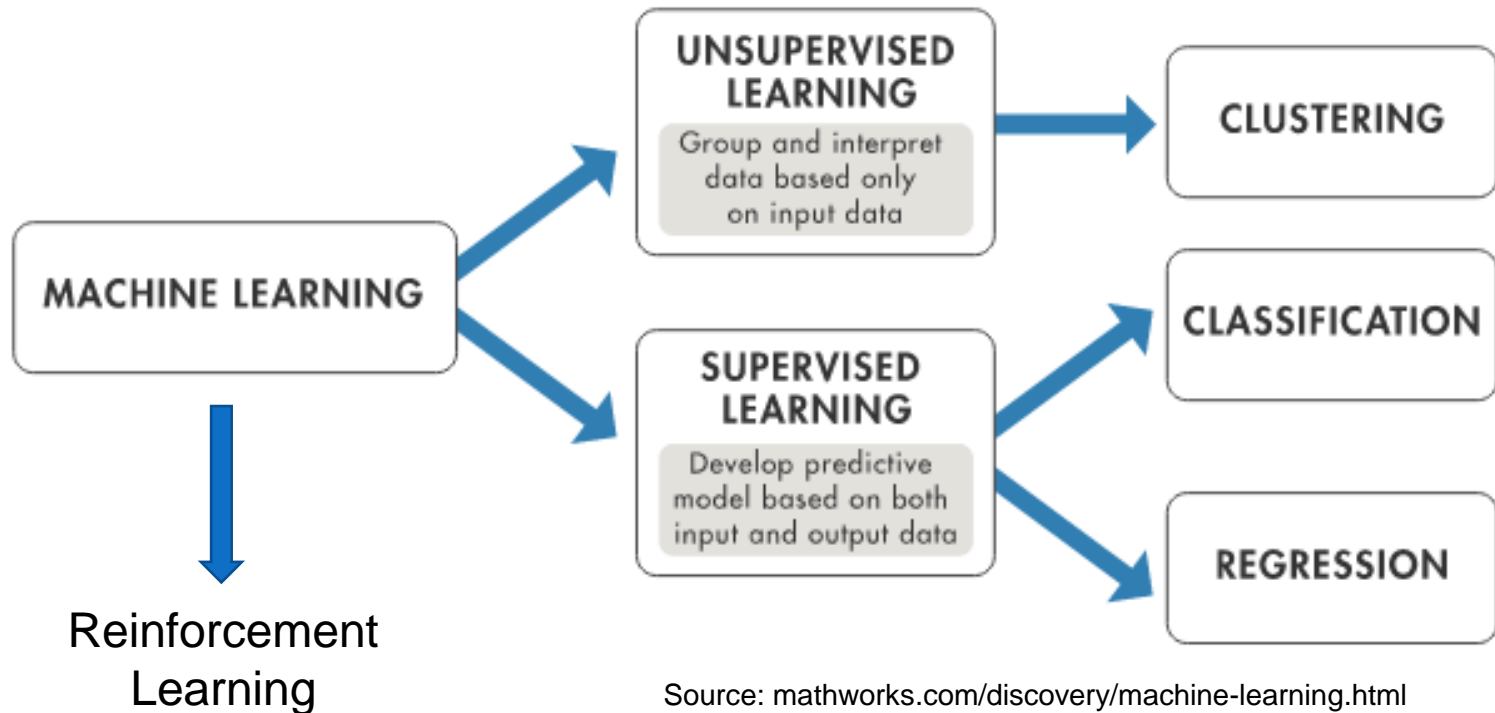 MACHINE LEARNING
UNSUPERVISED
LEARNING
Group and interpret
data based only
on input data
SUPERVISED
LEARNING
Develop predictive
model based on both
input and output data
CLUSTERING
CLASSIFICATION
REGRESSION
Reinforcement
Learning
Source: mathworks.com/discovery/machine-learning.html